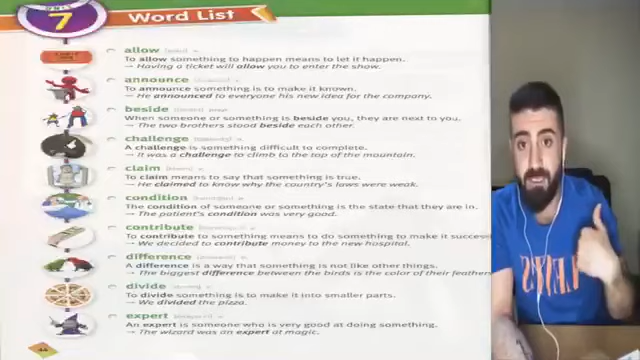 UNIT
7
Word List
allow
To allow something to happen means to let it happen.
→ Having a ticket will allow you to enter the show.
announce
To announce something is to make it known.
→ He announced to everyone his new idea for the company.
beside
When someone or something is beside you, they are next to you.
→ The two brothers stood beside each other.
challenge
A challenge is something difficult to complete.
→ It was a challenge to climb to the top of the mountain.
claim
To claim means to say that something is true.
→ He claimed to know why the country's laws were weak.
condition
The condition of someone or something is the state that they are in.
→ The patient's condition was very good.
contribute
To contribute to something means to do something to make it success
→ We decided to contribute money to the new hospital.
difference
A difference is a way that something is not like other things.
→ The biggest difference between the birds is the color of their feathers
divide
To divide something is to make it into smaller parts.
→ We divided the pizza.
expert
An expert is someone who is very good at doing something.
→ The wizard was an expert at magic.
44